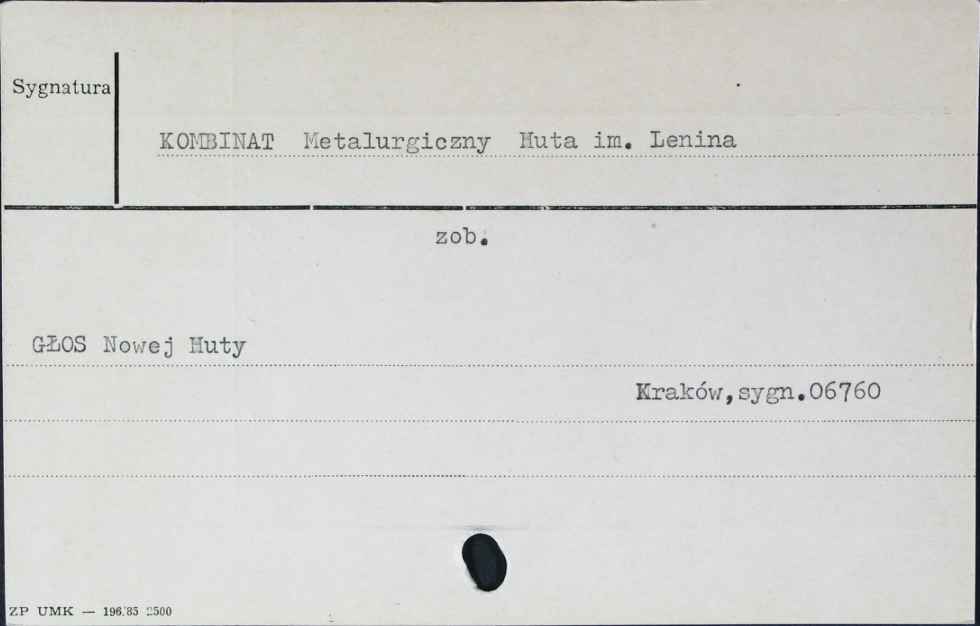 Sygnatura
KOMBINAT Metalurgiczny Huta im. Lenina
zob.
GŁOS Nowej Huty
Kraków,sygn.06760
ZP UMK — 196/85 2500